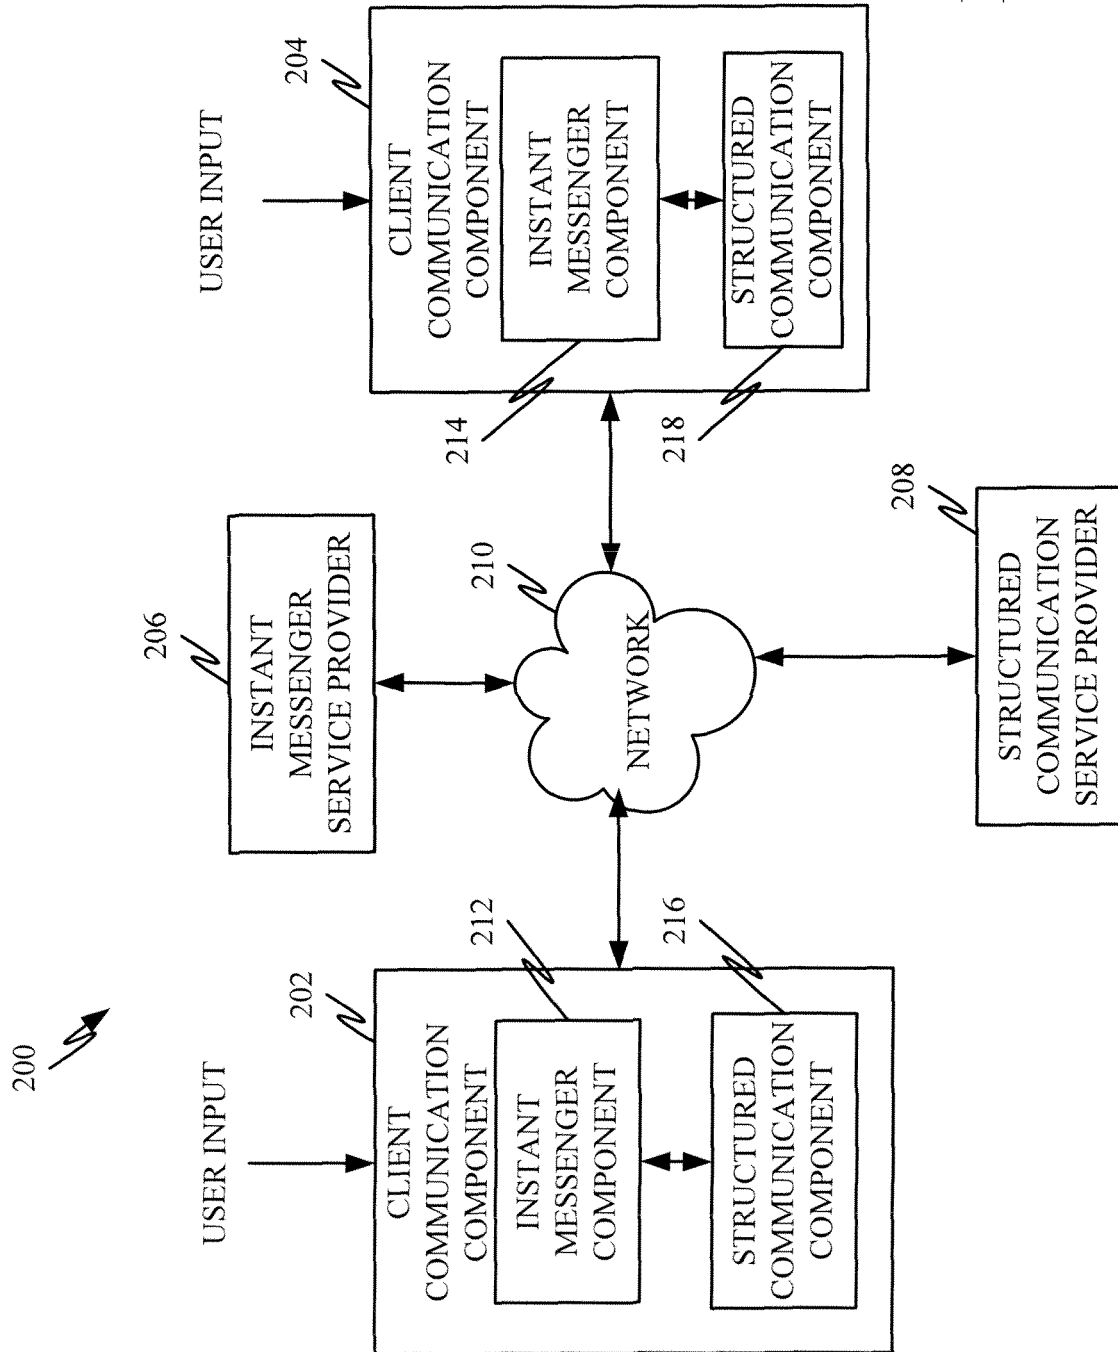 200
USER INPUT
202
CLIENT
COMMUNICATION
COMPONENT
INSTANT
MESSENGER
COMPONENT
212
STRUCTURED
COMMUNICATION
COMPONENT
216
206
INSTANT
MESSENGER
SERVICE PROVIDER
210
NETWORK
208
STRUCTURED
COMMUNICATION
SERVICE PROVIDER
USER INPUT
204
CLIENT
COMMUNICATION
COMPONENT
INSTANT
MESSENGER
COMPONENT
214
STRUCTURED
COMMUNICATION
COMPONENT
218